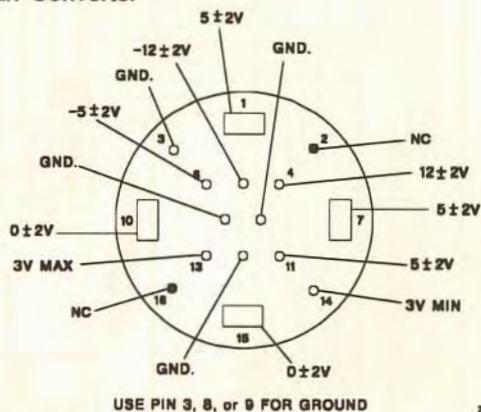 Converter
5±2V
-12±2V
GND.
GND.
-5±2V
1
3
2
NC
GND.
6
4
12±2V
5±2V
10
7
0±2V
3V MAX
13
11
5±2V
16
14
3V MIN
NC
15
GND.
0±2V
USE PIN 3, 8, or 9 FOR GROUND